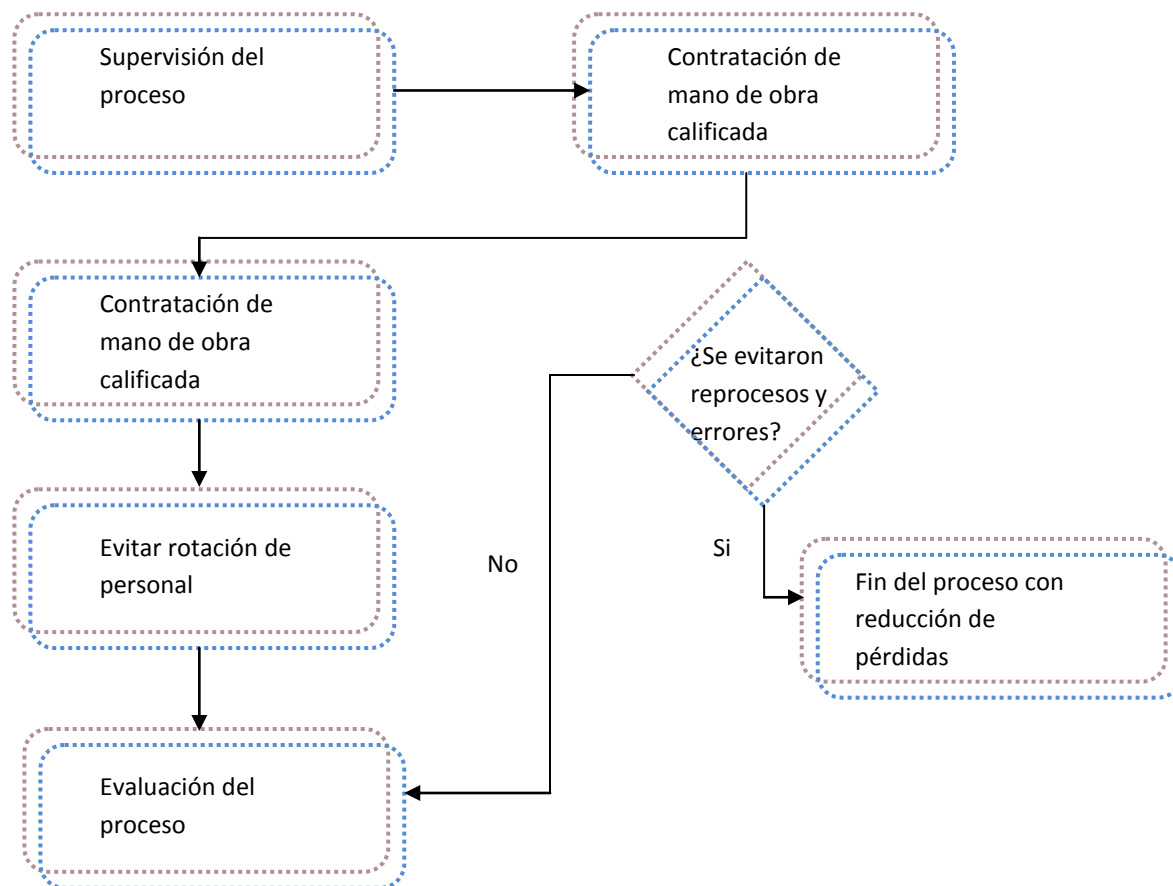 Supervisión del
proceso
Contratación de
mano de obra
calificada
Contratación de
mano de obra
calificada
¿Se evitaron
reprocesos y
errores?
Evitar rotación de
personal
No
Si
Fin del proceso con
reducción de
pérdidas
Evaluación del
proceso